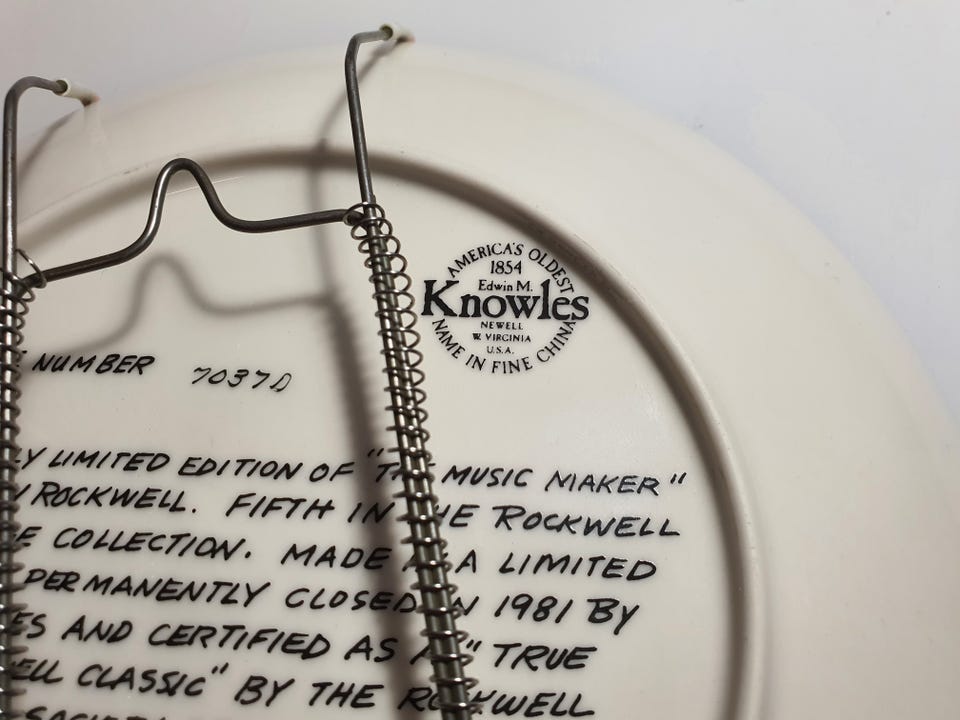 AMERICA'S OLDEST
1854
Edwin M.
Knowles
NEWELL
W. VIRGINIA
U.S.A.
NAME IN FINE CHINA
NUMBER 7037D
LIMITED EDITION OF "THE MUSIC MAKER"
ROCKWELL. FIFTH IN THE ROCKWELL
COLLECTION. MADE AS A LIMITED
PERMANENTLY CLOSED IN 1981 BY
AND CERTIFIED AS A "TRUE
CLASSIC" BY THE ROCKWELL